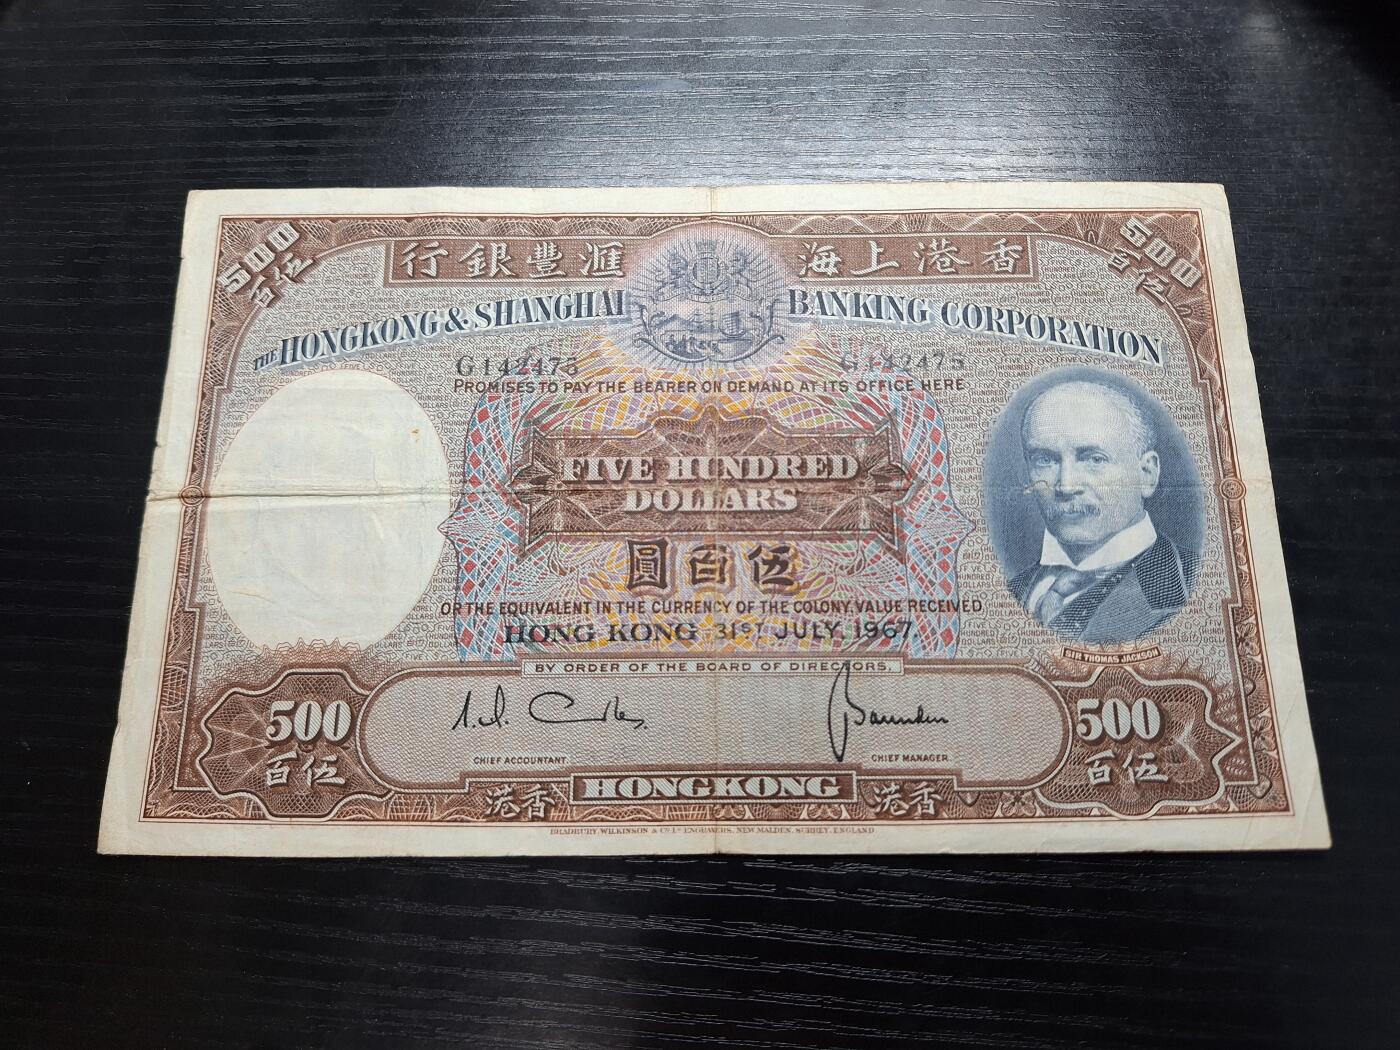 500 500
百伍 百伍
行銀豐滙 海上港香
THE HONGKONG & SHANGHAI BANKING CORPORATION
G142475 G142475
PROMISES TO PAY THE BEARER ON DEMAND AT ITS OFFICE HERE
FIVE HUNDRED
DOLLARS
圓百伍
OR THE EQUIVALENT IN THE CURRENCY OF THE COLONY, VALUE RECEIVED
HONG KONG 31ST JULY, 1967.
SIR THOMAS JACKSON
BY ORDER OF THE BOARD OF DIRECTORS.
500 500
百伍 百伍
CHIEF ACCOUNTANT. CHIEF MANAGER.
港香 HONGKONG 港香
BRADBURY, WILKINSON & Co. Ld. ENGRAVERS, NEW MALDEN, SURREY, ENGLAND